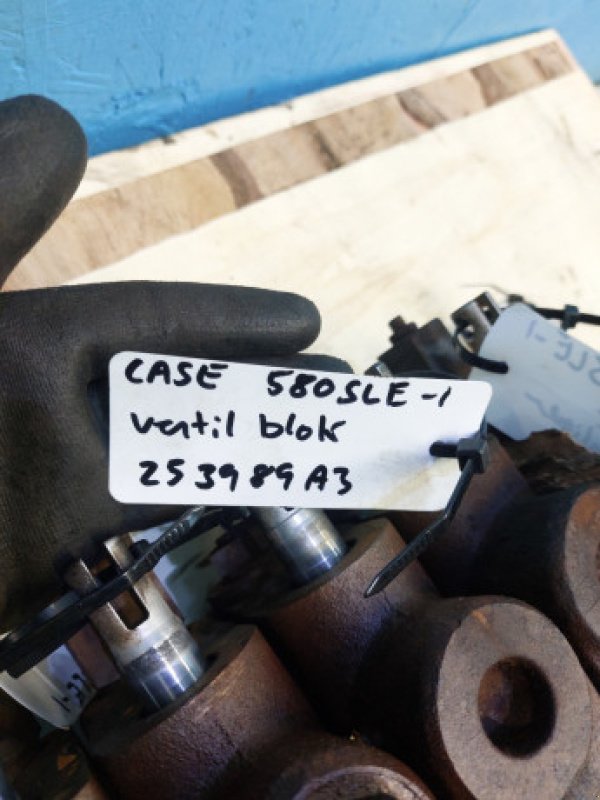 CASE 580SLE-1
ventil blok
253989A3